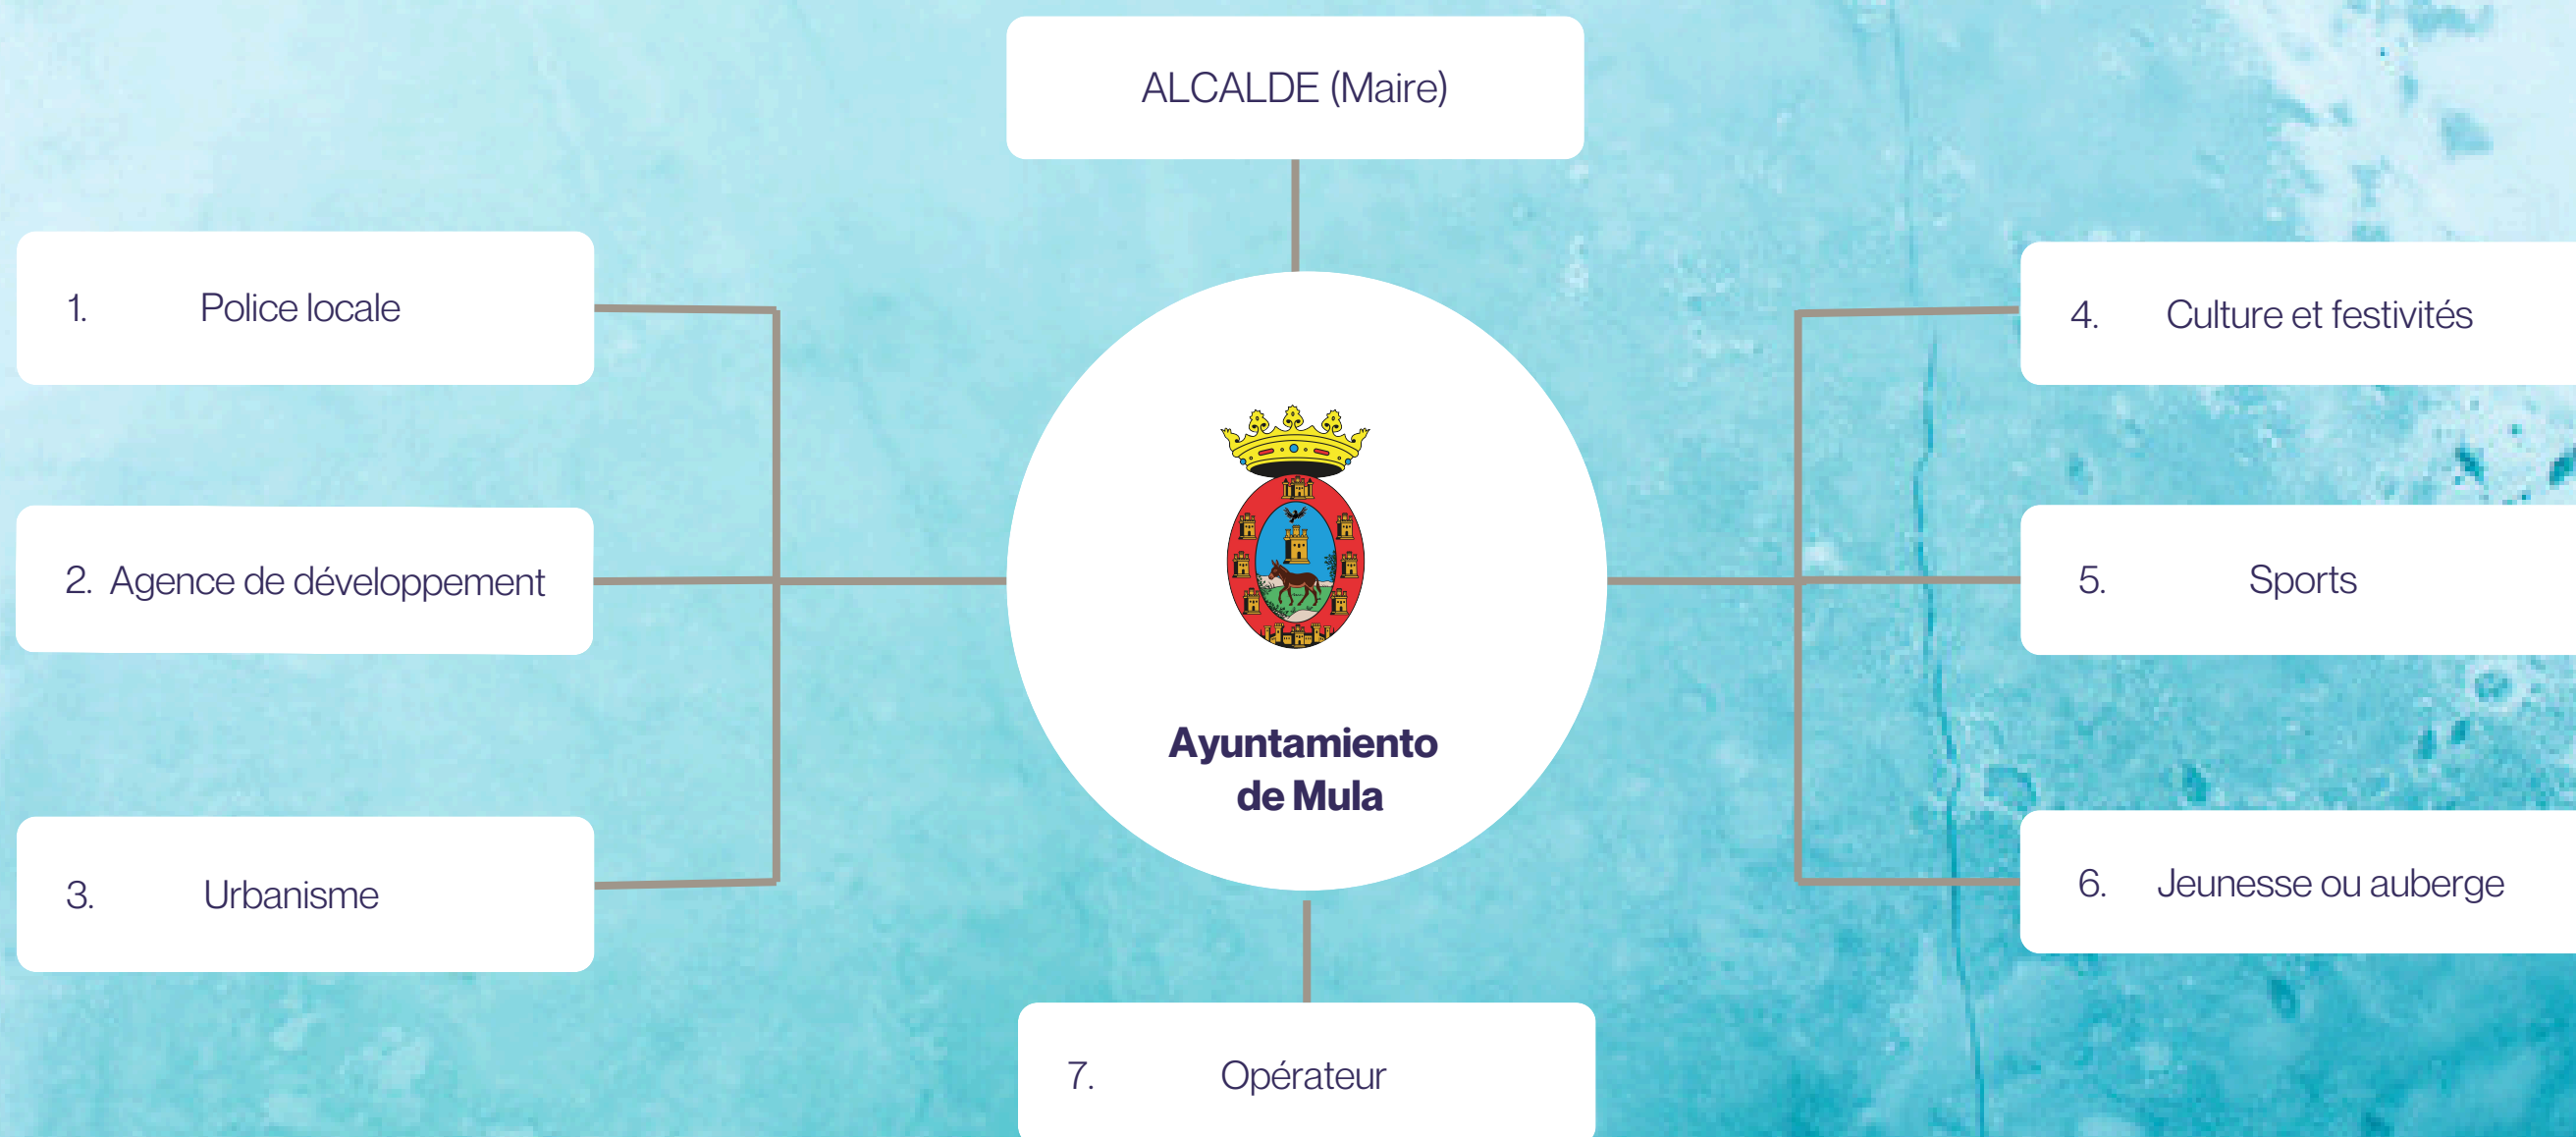 ALCALDE (Maire)
1. Police locale
2. Agence de développement
3. Urbanisme
Ayuntamiento
de Mula
4. Culture et festivités
5. Sports
6. Jeunesse ou auberge
7. Opérateur